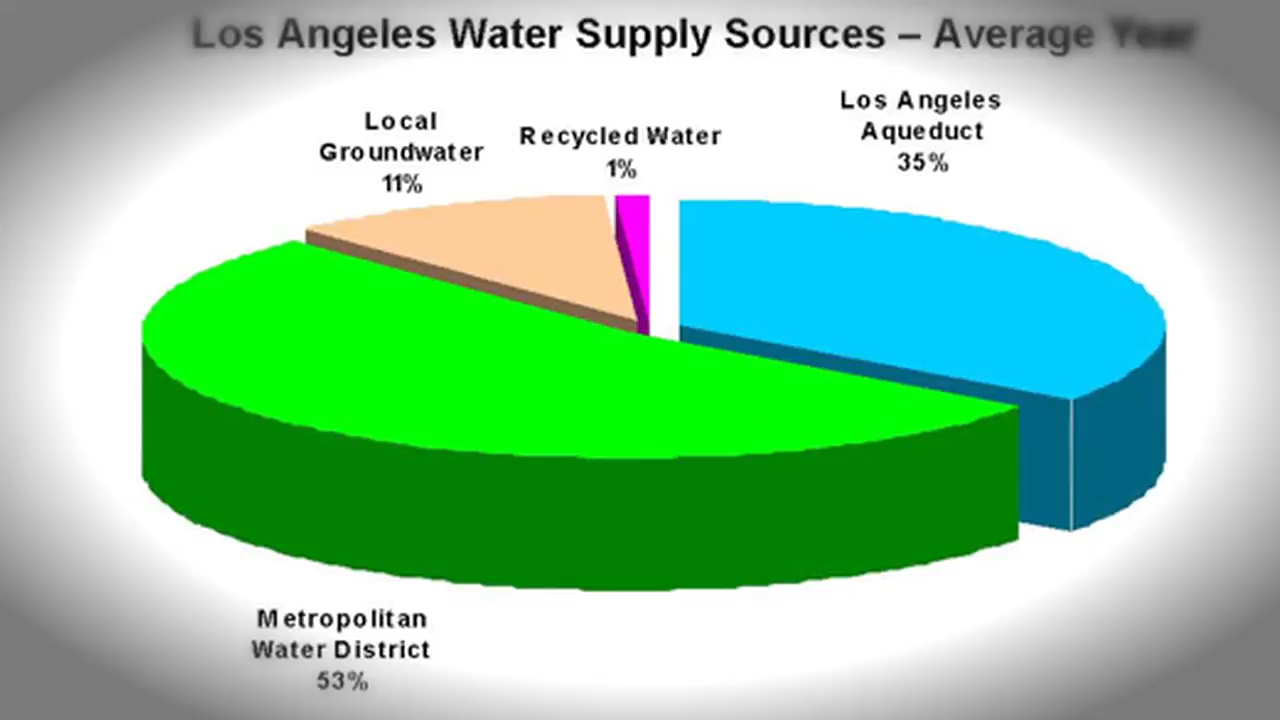 Los Angeles Water Supply Sources – Average Year
Local
Groundwater
11%
Recycled Water
1%
Los Angeles
Aqueduct
35%
Metropolitan
Water District
53%